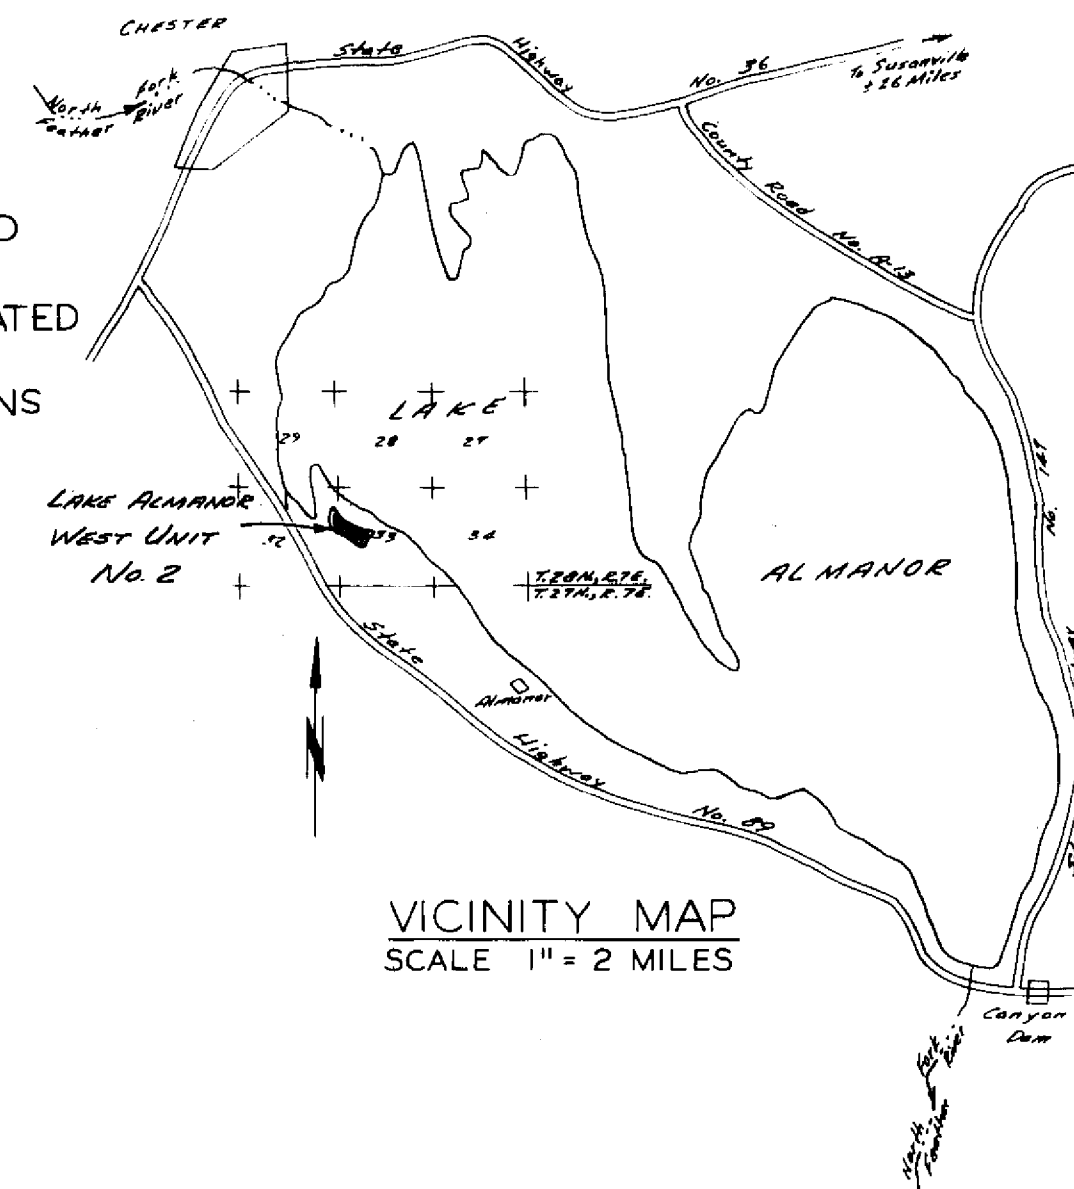 CHESTER
State
Highway
No. 36
To Susanville
± 26 Miles
North Fork
Feather River
County Road No. A-13
LAKE
29
28
27
LAKE ALMANOR
WEST UNIT
No. 2
32
33
34
T.28N., R.7E.
T.27N., R.7E.
ALMANOR
No. 147
State
Almanor
Highway
No. 89
VICINITY MAP
SCALE 1" = 2 MILES
Canyon
Dam
North Fork
Feather River